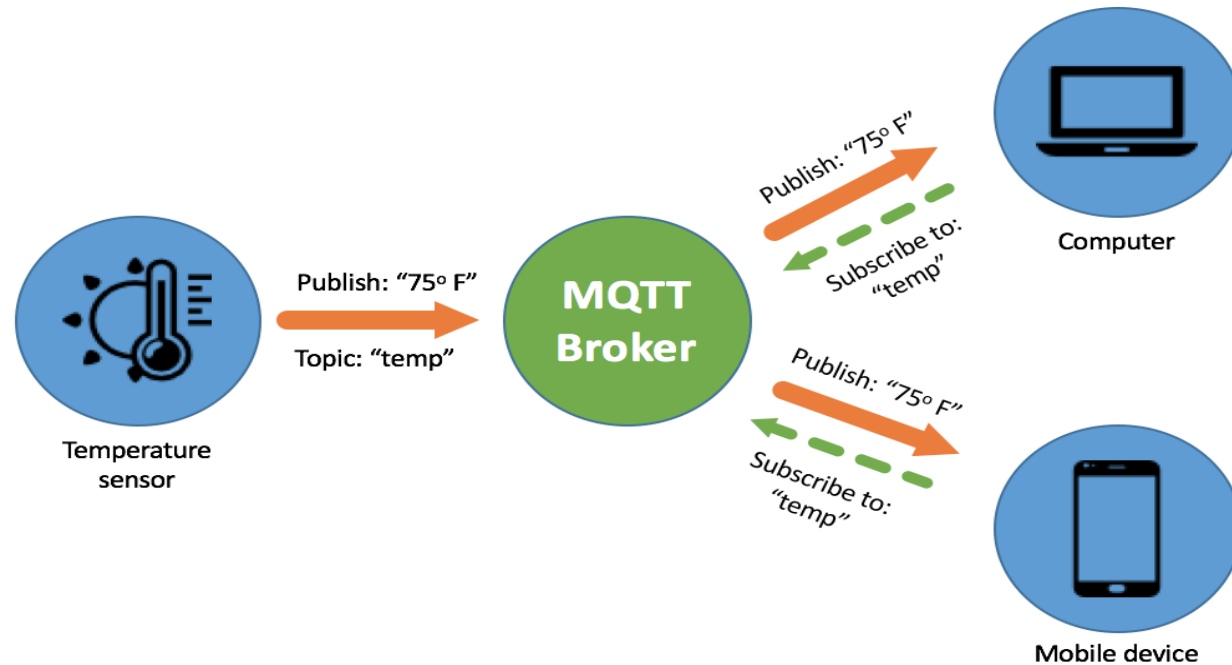 Publish: “75º F”
Topic: “temp”
Temperature
sensor
MQTT
Broker
Publish: “75º F”
Subscribe to:
“temp”
Computer
Publish: “75º F”
Subscribe to:
“temp”
Mobile device